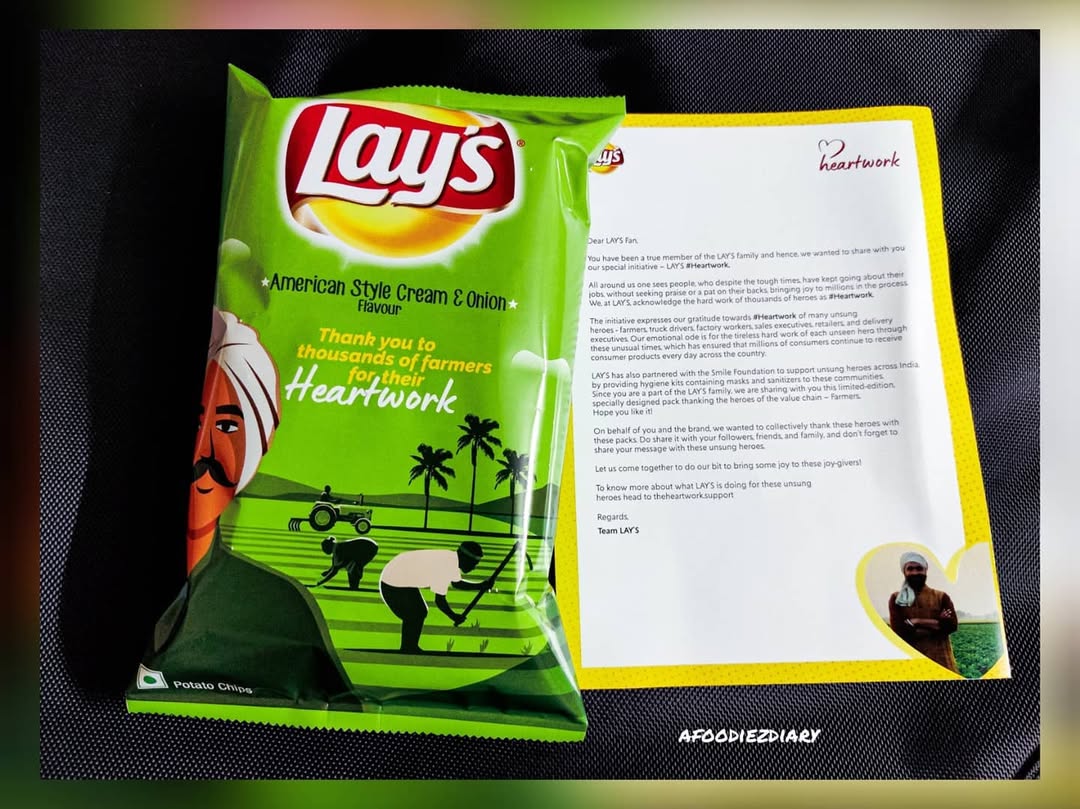 Lay's
American Style Cream & Onion
Flavour
Thank you to
thousands of farmers
for their
Heartwork
Potato Chips
heartwork
Dear LAY'S Fan,
You have been a true member of the LAY'S family and hence, we wanted to share with you
our special initiative – LAY'S #Heartwork.
All around us one sees people, who despite the tough times, have kept going about their
jobs, without seeking praise or a pat on their backs, bringing joy to millions in the process.
We, at LAY'S, acknowledge the hard work of thousands of heroes as #Heartwork.
The initiative expresses our gratitude towards #Heartwork of many unsung
heroes - farmers, truck drivers, factory workers, sales executives, retailers, and delivery
executives. Our emotional ode is for the tireless hard work of each unseen hero through
these unusual times, which has ensured that millions of consumers continue to receive
consumer products every day across the country.
LAY'S has also partnered with the Smile Foundation to support unsung heroes across India,
by providing hygiene kits containing masks and sanitizers to these communities.
Since you are a part of the LAY'S family, we are sharing with you this limited-edition,
specially designed pack thanking the heroes of the value chain – Farmers.
Hope you like it!
On behalf of you and the brand, we wanted to collectively thank these heroes with
these packs. Do share it with your followers, friends, and family, and don't forget to
share your message with these unsung heroes.
Let us come together to do our bit to bring some joy to these joy-givers!
To know more about what LAY'S is doing for these unsung
heroes head to theheartwork.support
Regards,
Team LAY'S
AFOODIEZDIARY